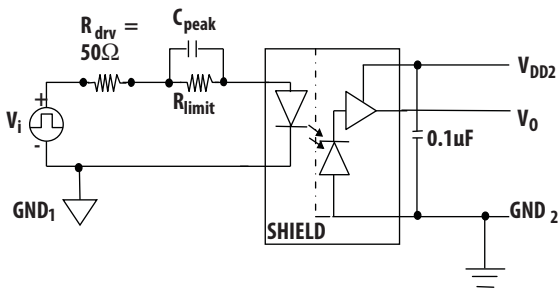 C peak
R drv =
50Ω
R limit
V i
+
-
GND 1
SHIELD
V DD2
V O
0.1uF
GND 2